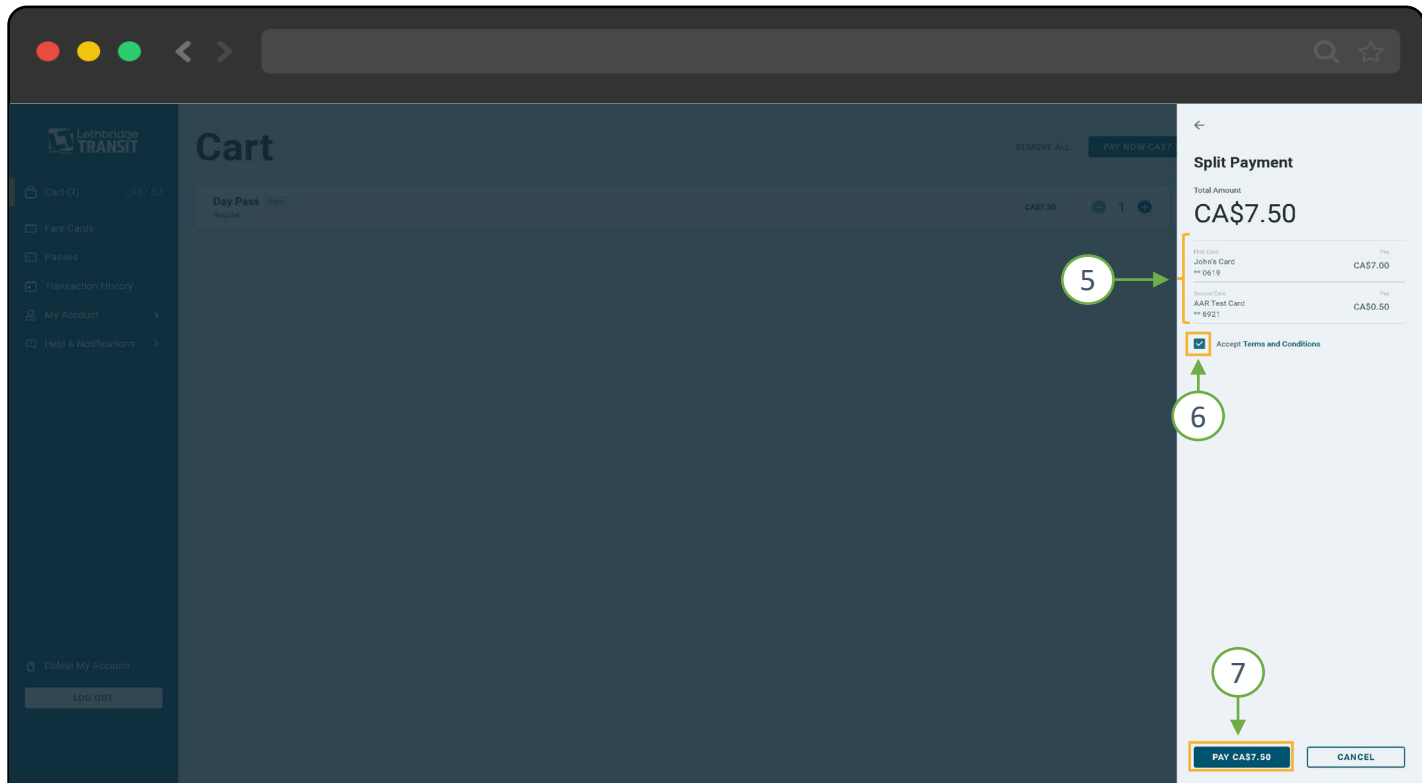 Lethbridge
TRANSIT
Cart (1) CA$7.50
Fare Cards
Passes
Transaction History
My Account
Help & Notifications
Delete My Account
LOG OUT
Cart
REMOVE ALL
PAY NOW CA$7.
Day Pass Pass
Regular
CA$7.50
1
Split Payment
Total Amount
CA$7.50
First Card Pay
John's Card
CA$7.00
** 0619
Second Card Pay
AAR Test Card
CA$0.50
** 6921
Accept Terms and Conditions
5
6
7
PAY CA$7.50
CANCEL